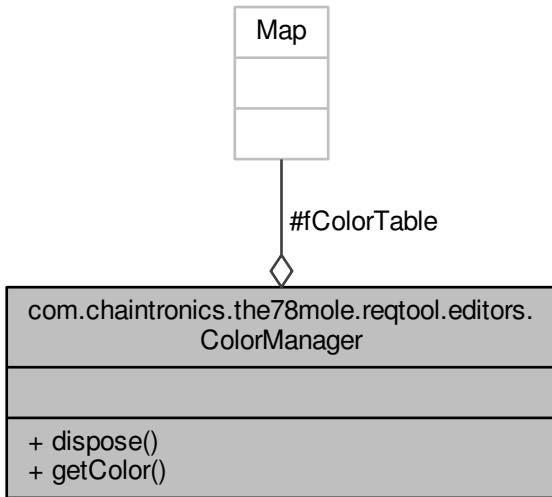 Map
#fColorTable
com.chaintronics.the78mole.reqtool.editors.
ColorManager
+ dispose()
+ getColor()